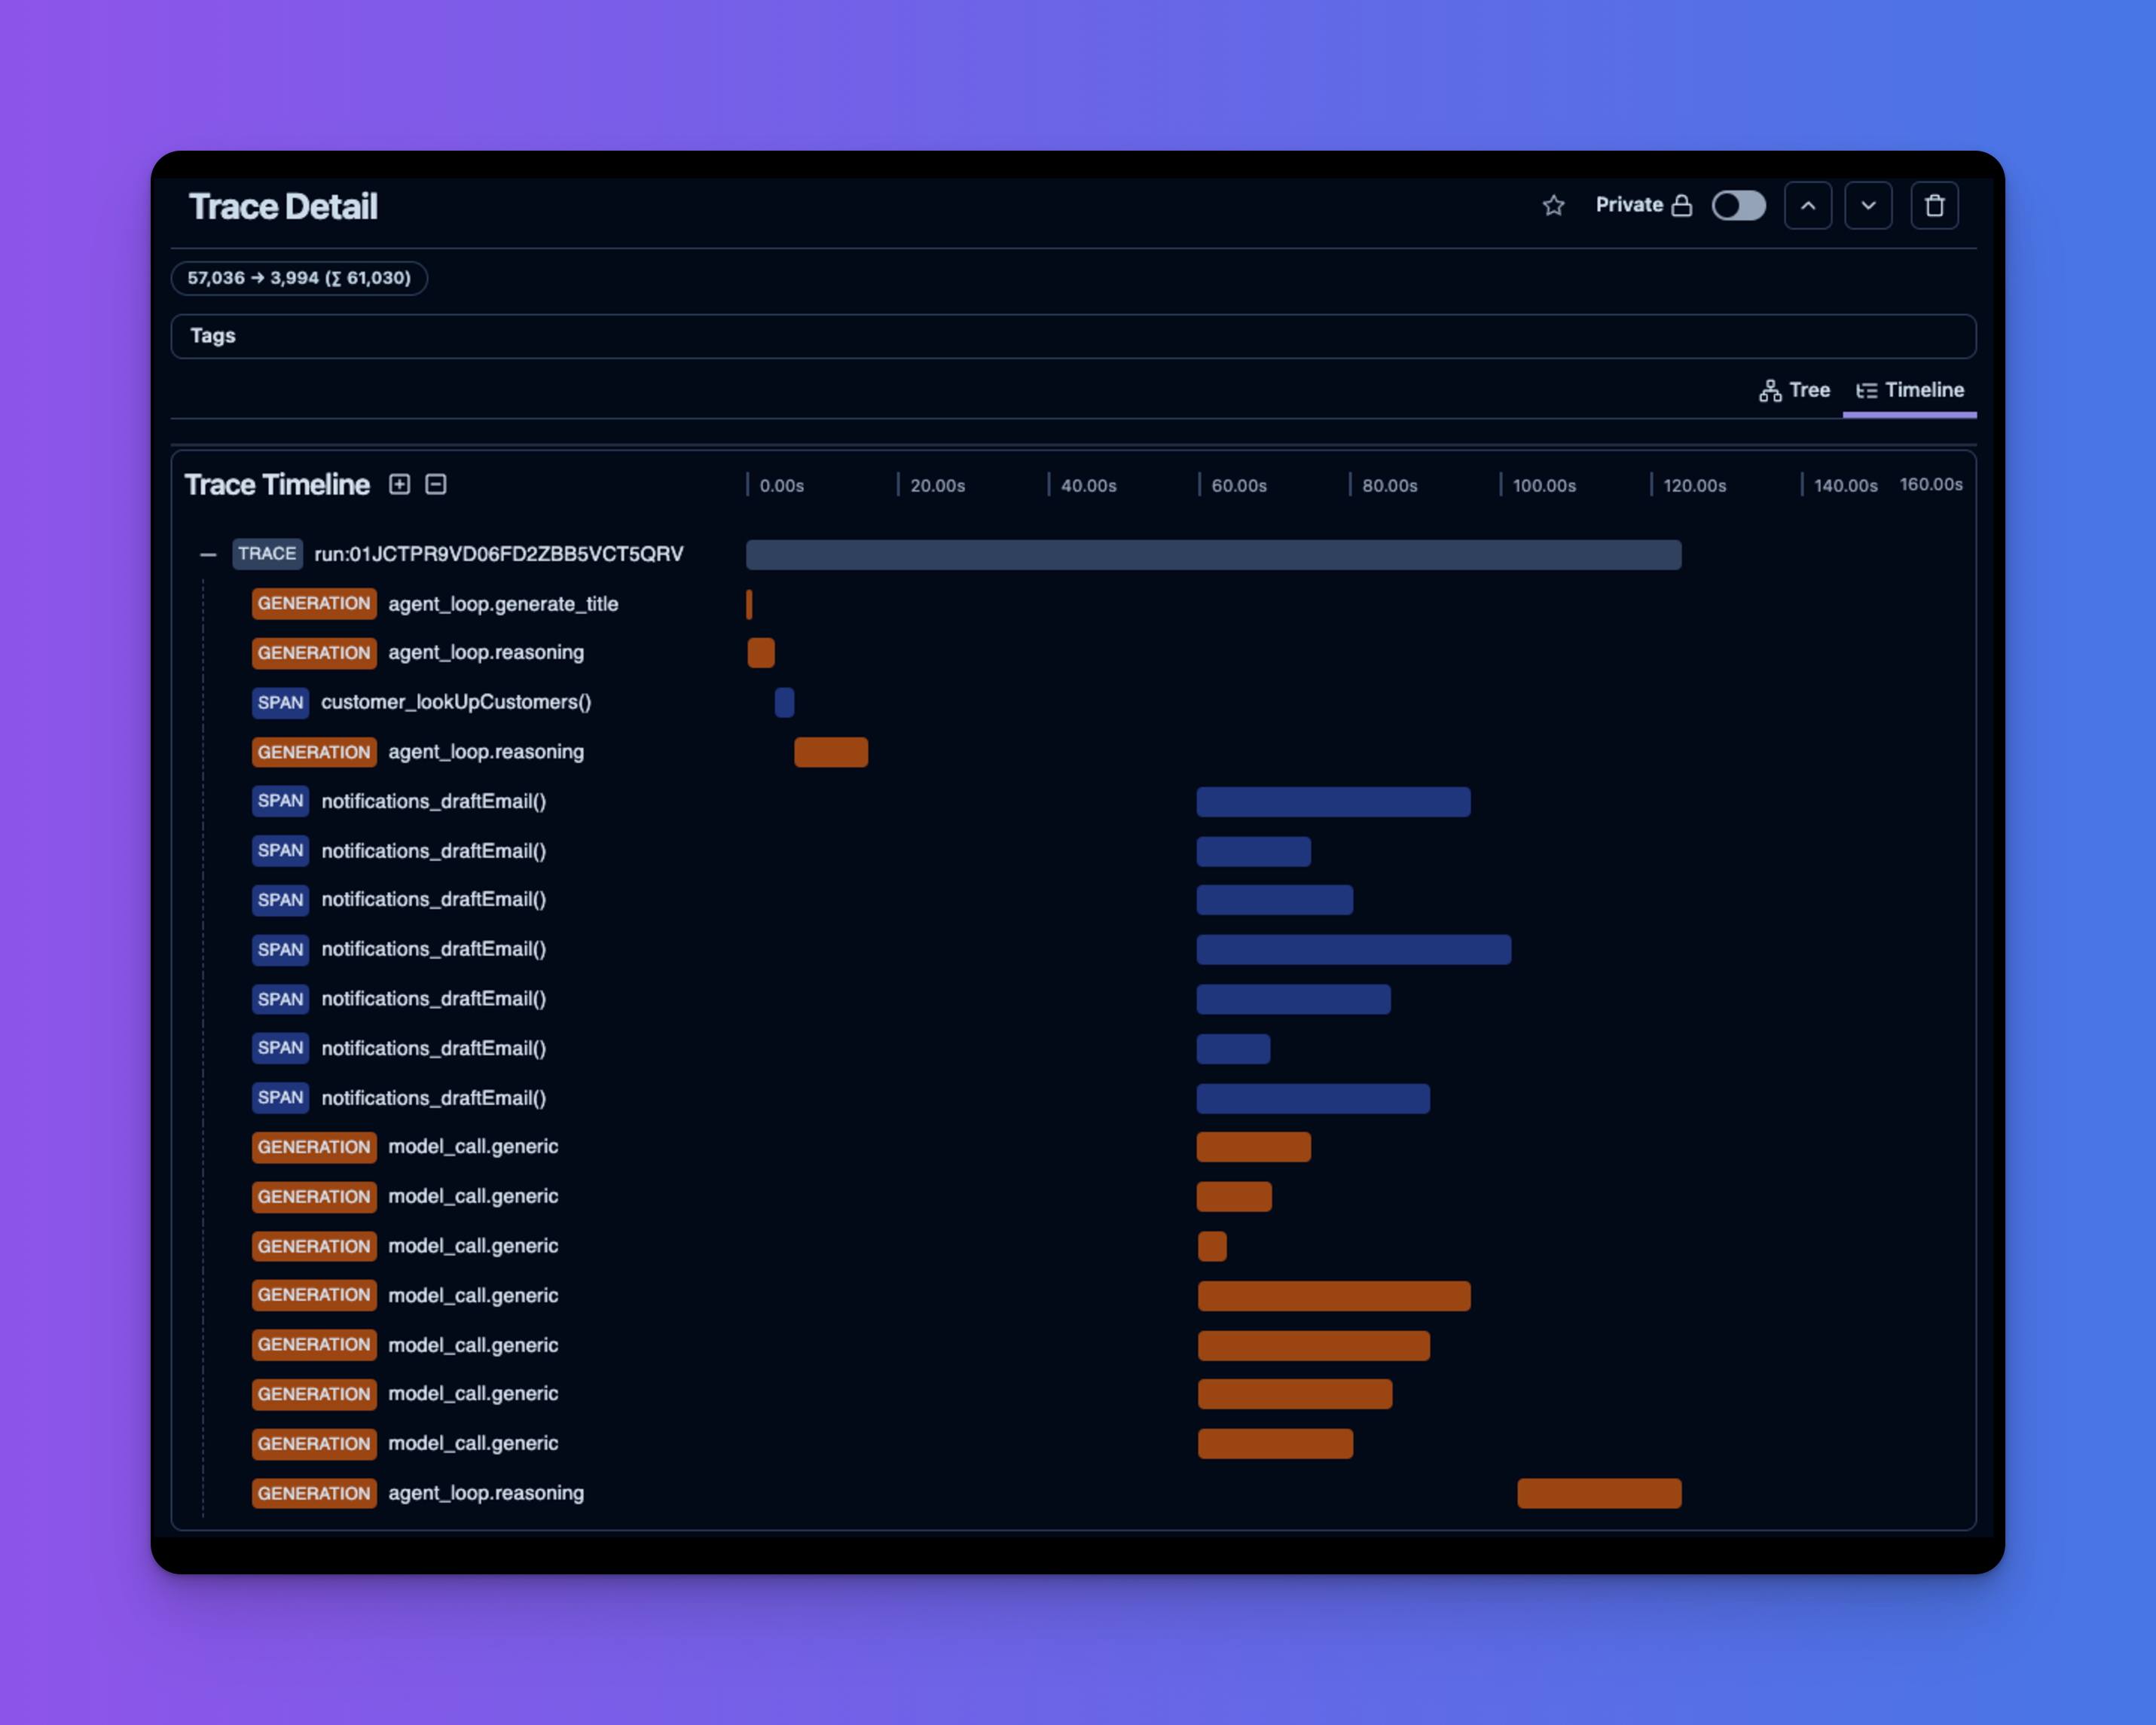 Trace Detail
Private
57,036 → 3,994 (∑ 61,030)
Tags
Tree Timeline
Trace Timeline 0.00s 20.00s 40.00s 60.00s 80.00s 100.00s 120.00s 140.00s 160.00s
TRACE run:01JCTPR9VD06FD2ZBB5VCT5QRV
GENERATION agent_loop.generate_title
GENERATION agent_loop.reasoning
SPAN customer_lookUpCustomers()
GENERATION agent_loop.reasoning
SPAN notifications_draftEmail()
SPAN notifications_draftEmail()
SPAN notifications_draftEmail()
SPAN notifications_draftEmail()
SPAN notifications_draftEmail()
SPAN notifications_draftEmail()
SPAN notifications_draftEmail()
GENERATION model_call.generic
GENERATION model_call.generic
GENERATION model_call.generic
GENERATION model_call.generic
GENERATION model_call.generic
GENERATION model_call.generic
GENERATION model_call.generic
GENERATION agent_loop.reasoning